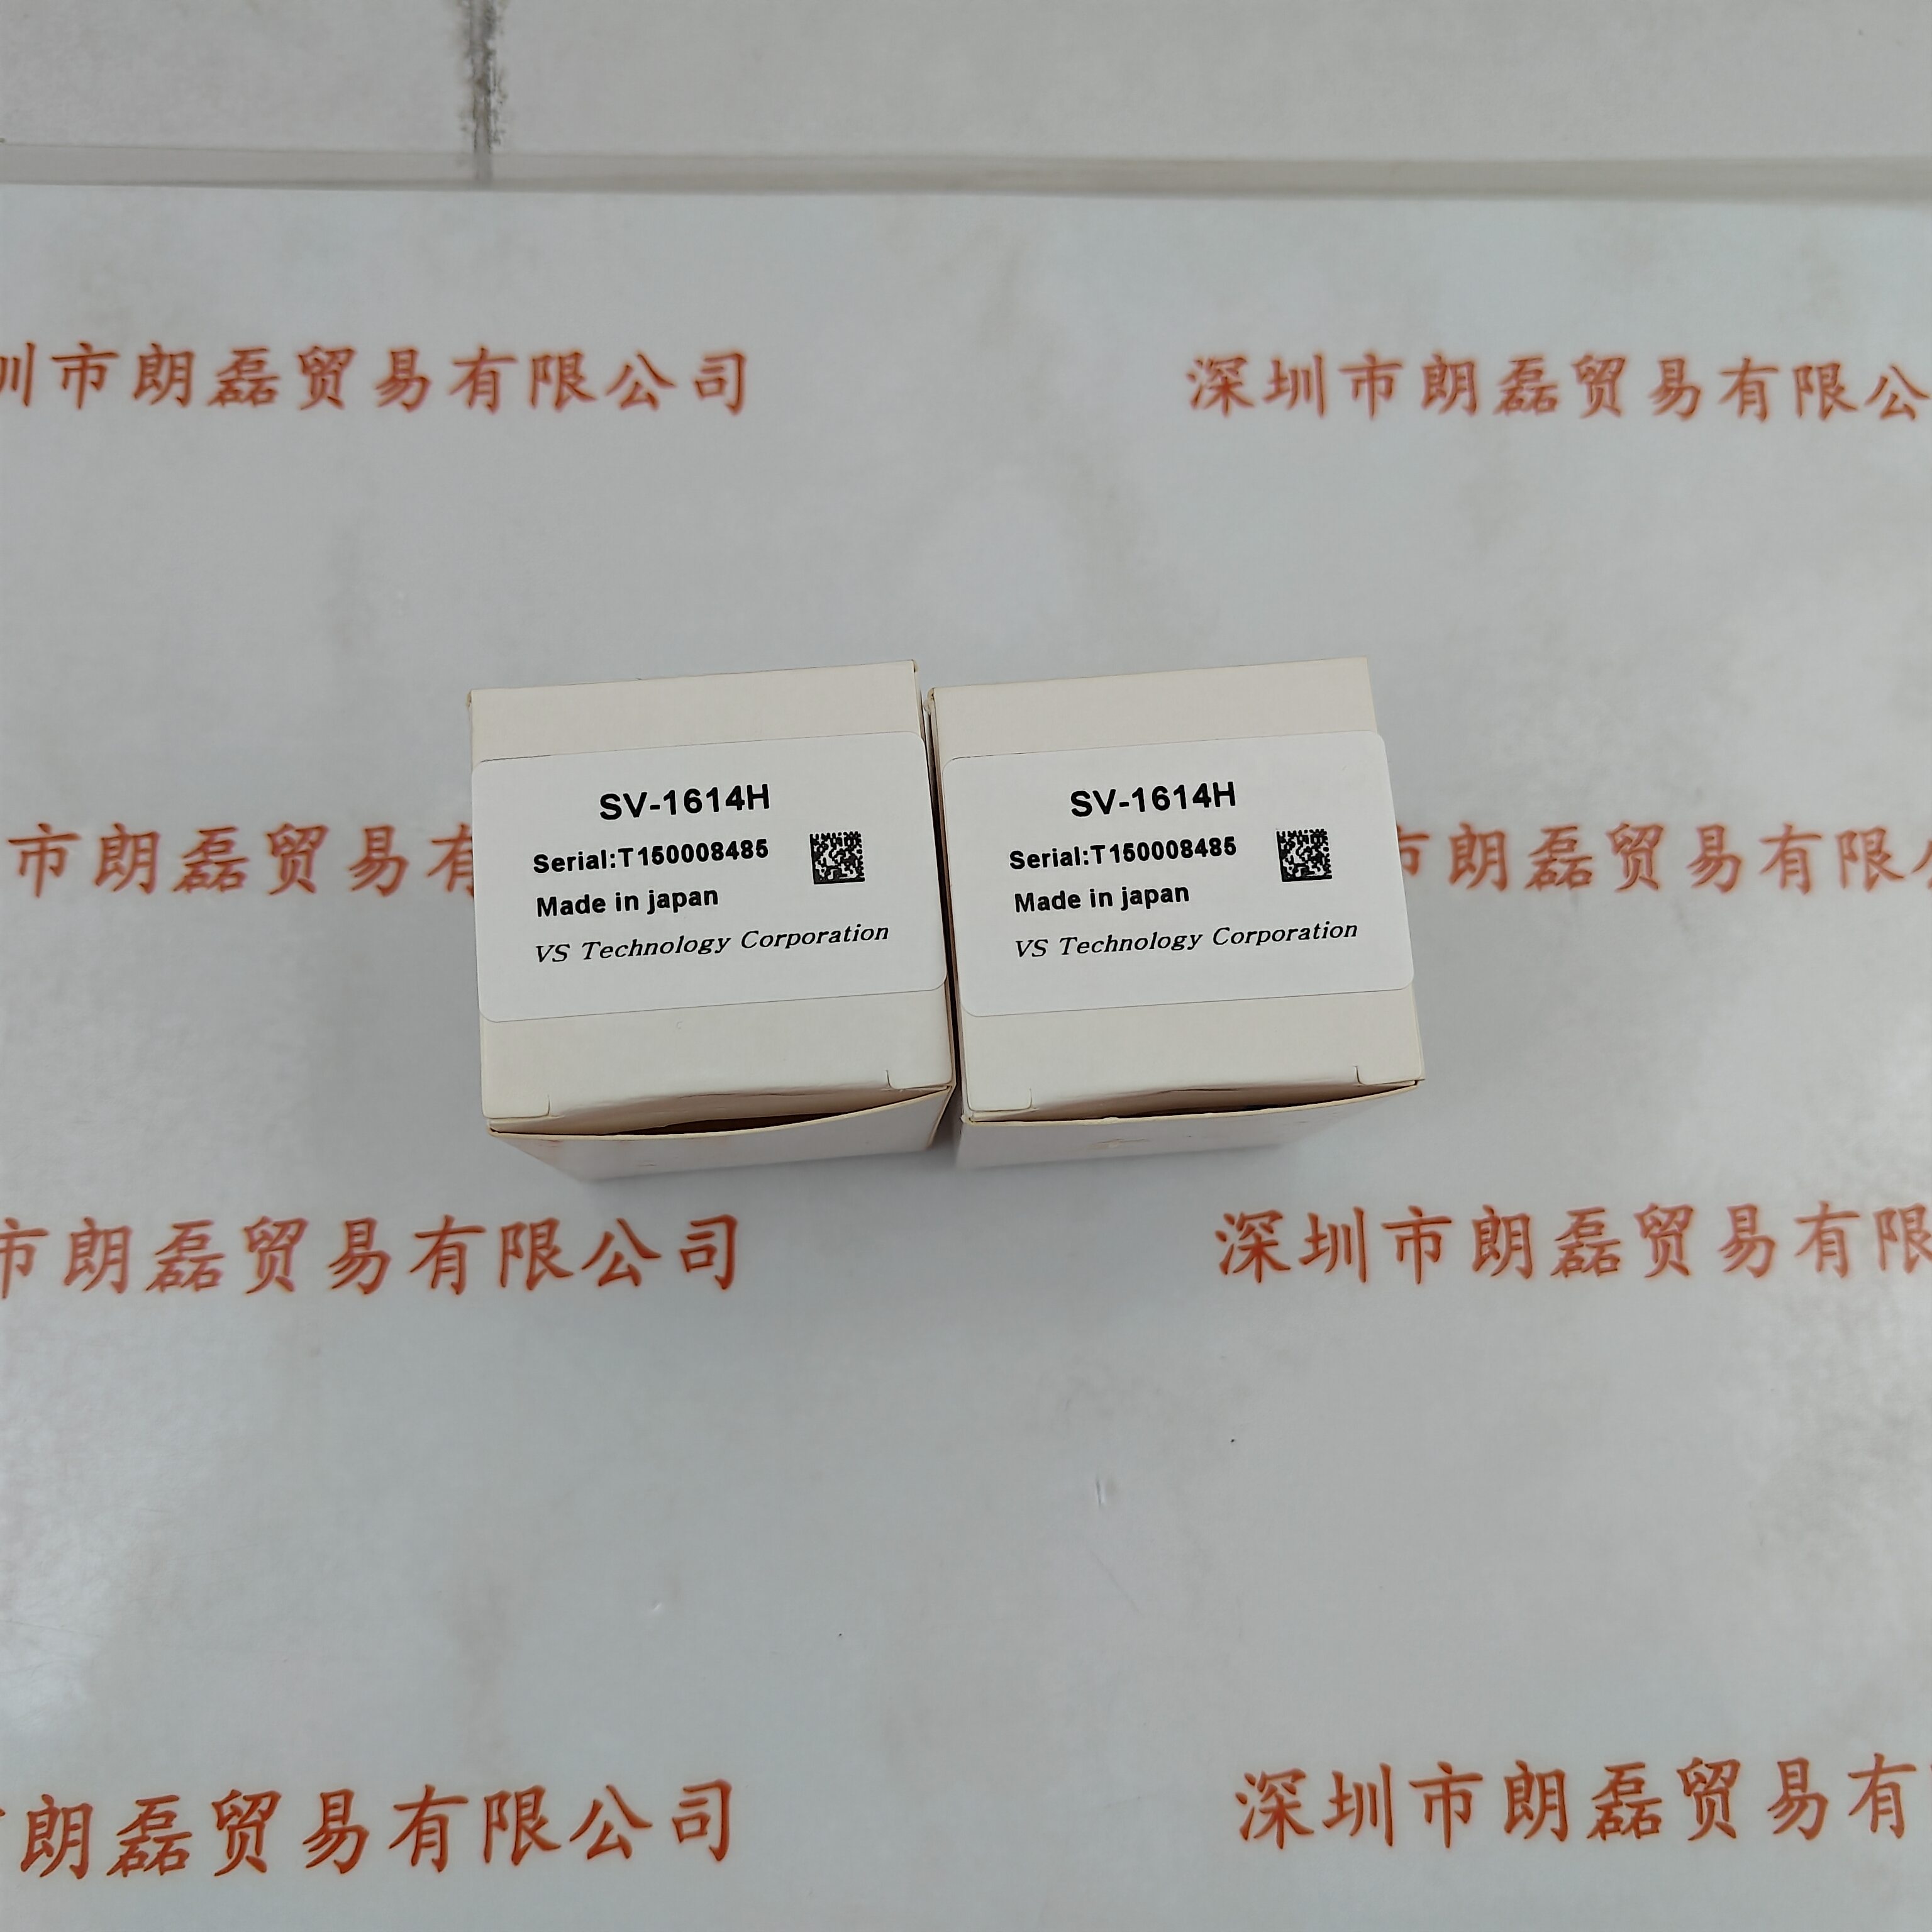 圳市朗磊贸易有限公司
深圳市朗磊贸易有限公
SV-1614H
Serial:T150008485
Made in japan
VS Technology Corporation
SV-1614H
Serial:T150008485
Made in japan
VS Technology Corporation
市朗磊贸易有
市朗磊贸易有限公
市朗磊贸易有限公司
深圳市朗磊贸易有限
朗磊贸易有限公司
深圳市朗磊贸易有